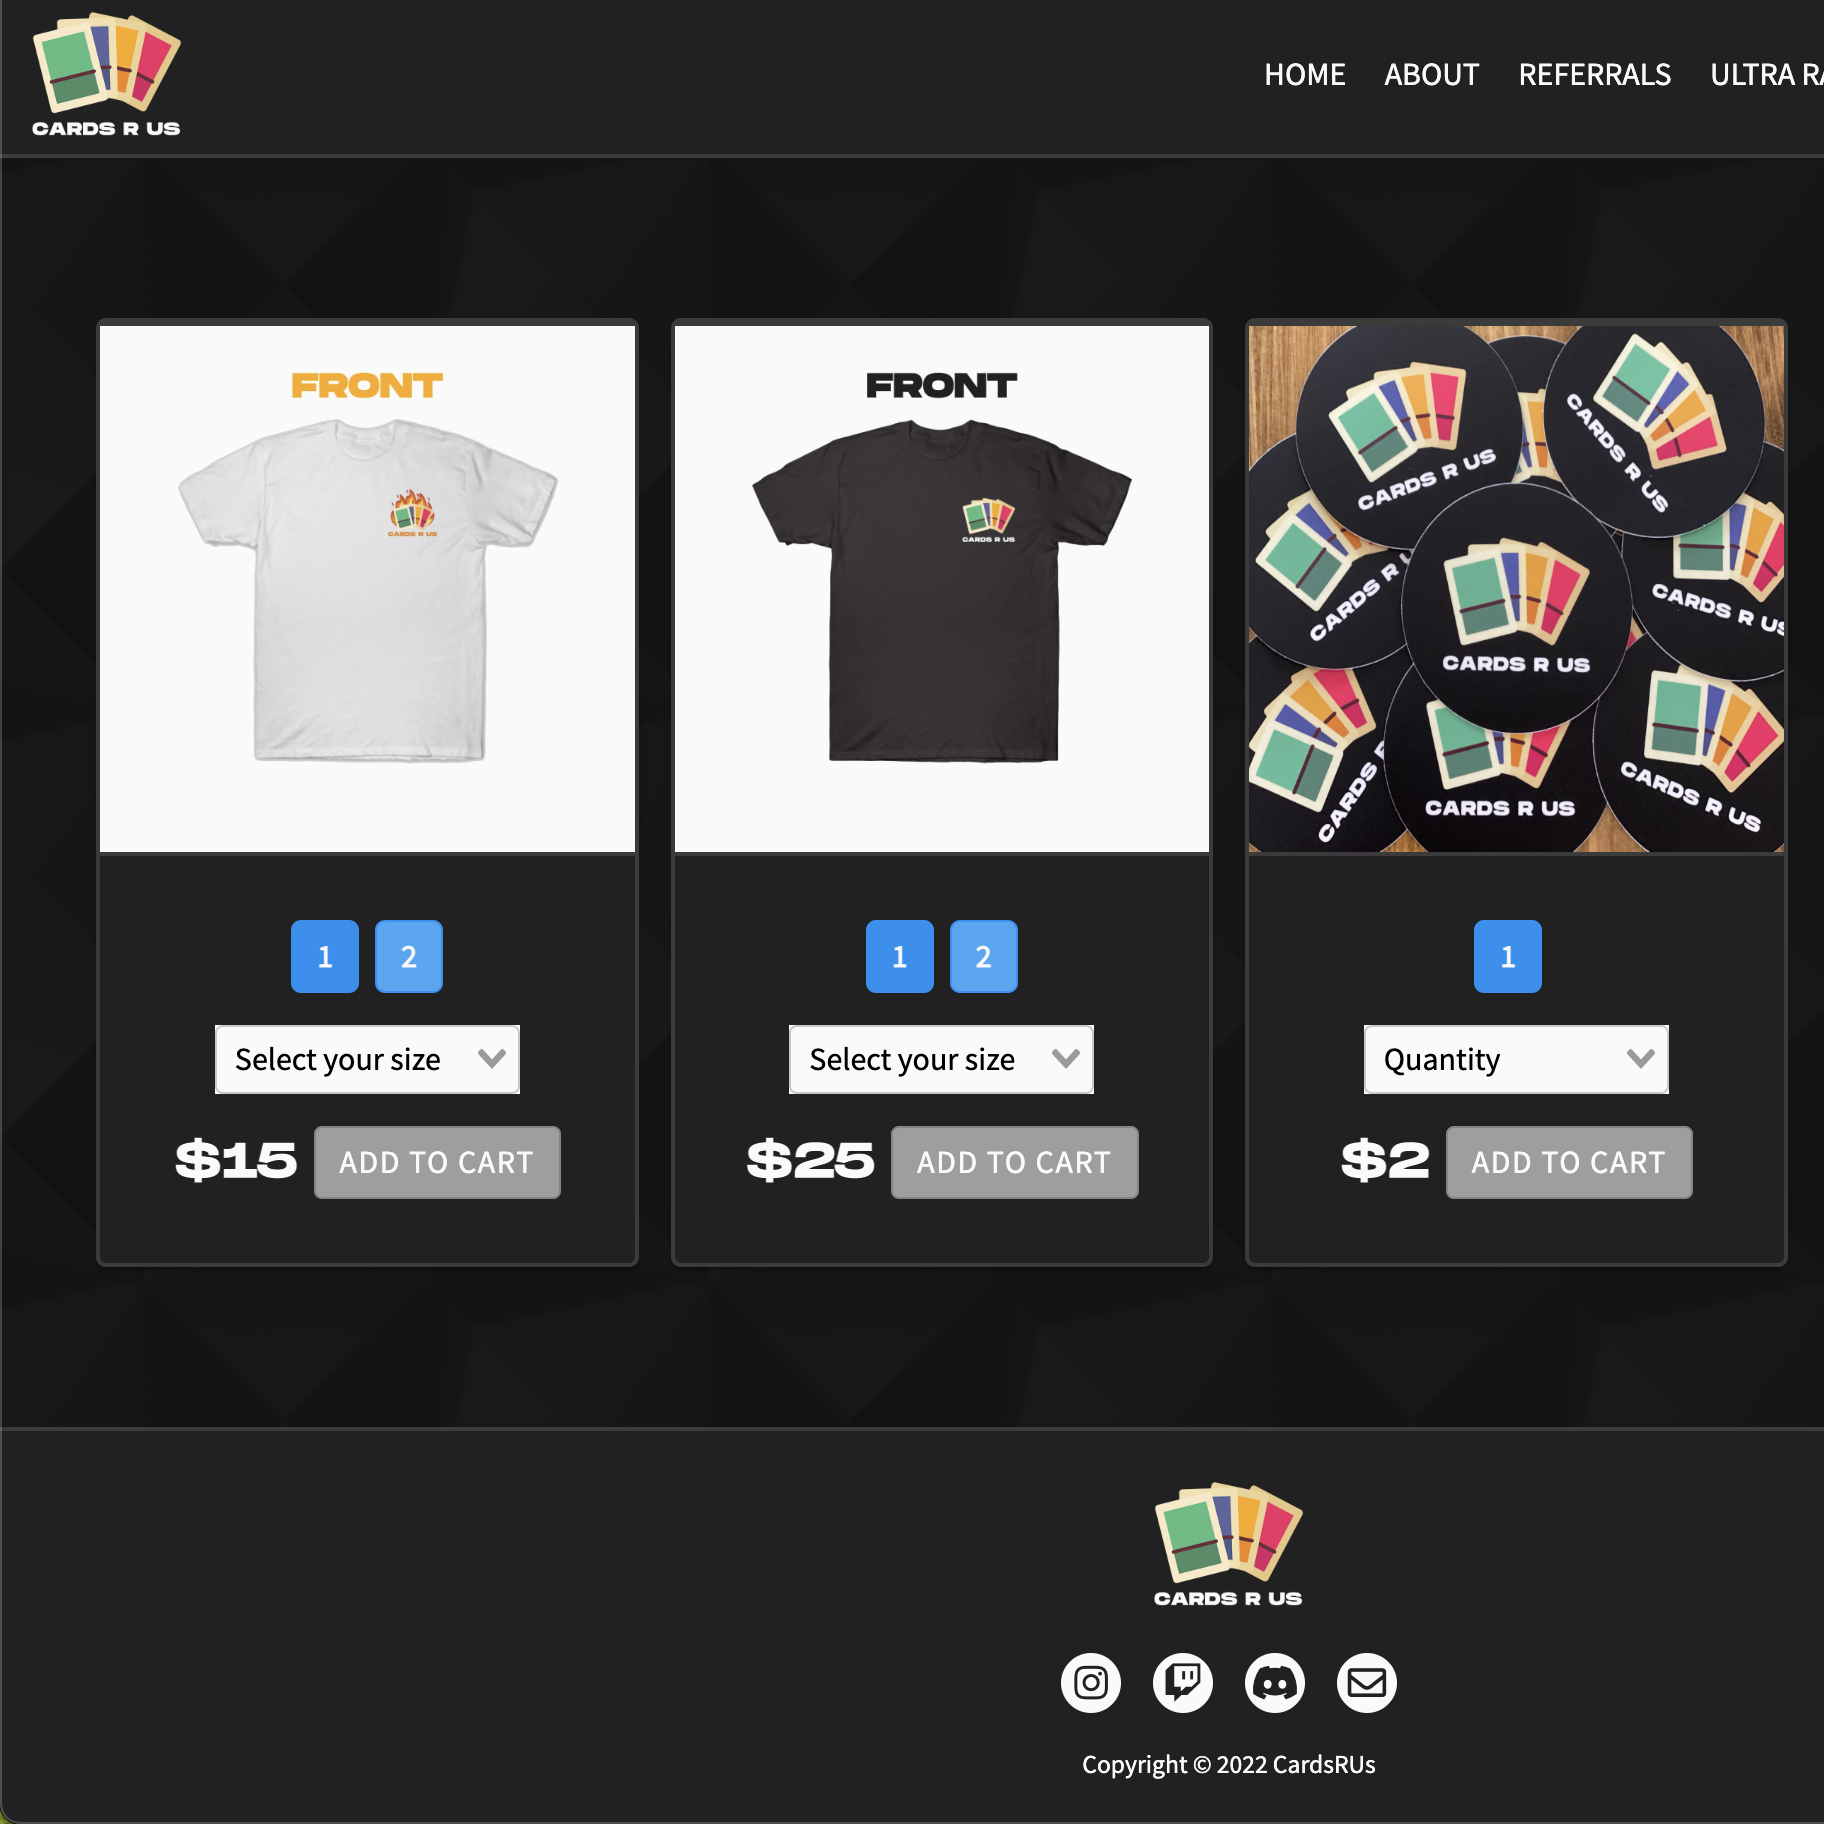 CARDS R US
HOME ABOUT REFERRALS ULTRA
FRONT
CARDS R US
FRONT
CARDS R US
CARDS R US
CARDS R US
CARDS R
CARDS R US
CARDS R US
CARDS
CARDS R US
CARDS R US
1 2
1 2
1
Select your size
Select your size
Quantity
$15 ADD TO CART
$25 ADD TO CART
$2 ADD TO CART
CARDS R US
Copyright © 2022 CardsRUs